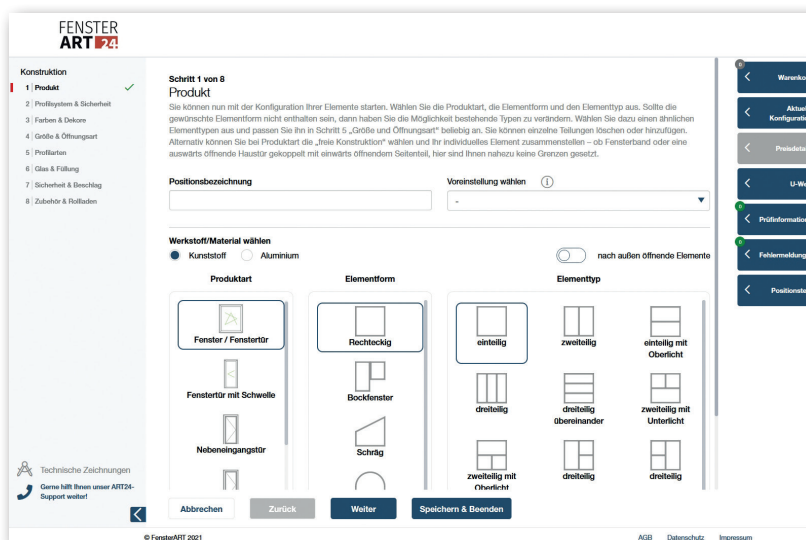 FENSTER
ART 24
Konstruktion
1 Produkt
2 Profilsystem & Sicherheit
3 Farben & Dekore
4 Größe & Öffnungsart
5 Profilarten
6 Glas & Füllung
7 Sicherheit & Beschlag
8 Zubehör & Rollladen
Technische Zeichnungen
Gerne hilft Ihnen unser ART24-
Support weiter!
Schritt 1 von 8
Produkt
Sie können nun mit der Konfiguration Ihrer Elemente starten. Wählen Sie die Produktart, die Elementform und den Elementtyp aus. Sollte die
gewünschte Elementform nicht enthalten sein, dann haben Sie die Möglichkeit bestehende Typen zu verändern. Wählen Sie dazu einen ähnlichen
Elementtypen aus und passen Sie ihn in Schritt 5 „Größe und Öffnungsart“ beliebig an. Sie können einzelne Teilungen löschen oder hinzufügen.
Alternativ können Sie bei Produktart die „freie Konstruktion“ wählen und Ihr individuelles Element zusammenstellen – ob Fensterband oder eine
auswärts öffnende Haustür gekoppelt mit einwärts öffnendem Seitenteil, hier sind Ihnen nahezu keine Grenzen gesetzt.
Positionsbezeichnung
Voreinstellung wählen i
-
Werkstoff/Material wählen
Kunststoff Aluminium
nach außen öffnende Elemente
Produktart
Elementform
Elementtyp
Fenster / Fenstertür
Fenstertür mit Schwelle
Nebeneingangstür
Rechteckig
Bockfenster
Schräg
einteilig
zweiteilig
einteilig mit
Oberlicht
dreiteilig
dreiteilig
übereinander
zweiteilig mit
Unterlicht
zweiteilig mit
Oberlicht
dreiteilig
dreiteilig
Abbrechen
Zurück
Weiter
Speichern & Beenden
0
Warenko
Aktue
Konfiguratio
Preisdeta
U-We
0
Prüfinformation
0
Fehlermeldung
Positionste
© FensterART 2021
AGB Datenschutz Impressum